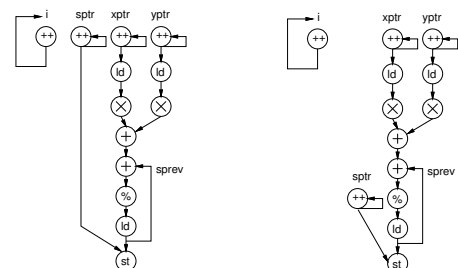 i sptr xptr yptr
++ ++ ++ ++
ld ld
× ×
+
+ sprev
%
ld
st
i xptr yptr
++ ++ ++
ld ld
× ×
+
+ sprev
sptr
++ %
ld
st